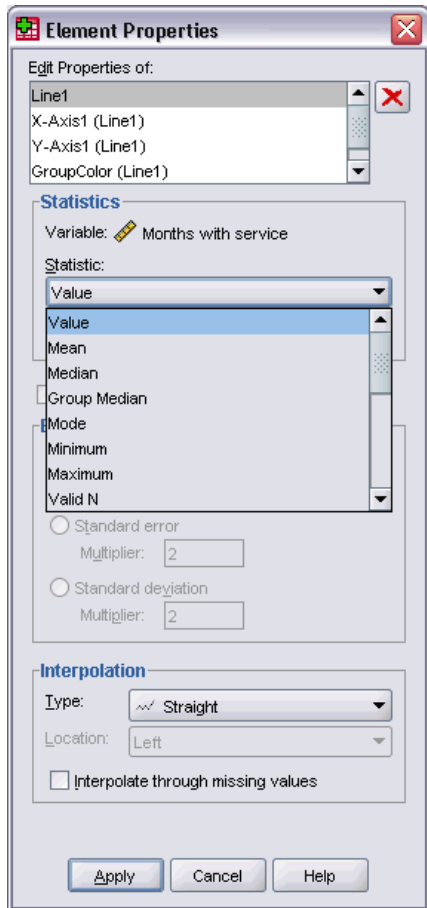 Element Properties
Edit Properties of:
Line1
X-Axis1 (Line1)
Y-Axis1 (Line1)
GroupColor (Line1)
Statistics
Variable: Months with service
Statistic:
Value
Value
Mean
Median
Group Median
Mode
Minimum
Maximum
Valid N
Standard error
Multiplier: 2
Standard deviation
Multiplier: 2
Interpolation
Type: Straight
Location: Left
Interpolate through missing values
Apply Cancel Help